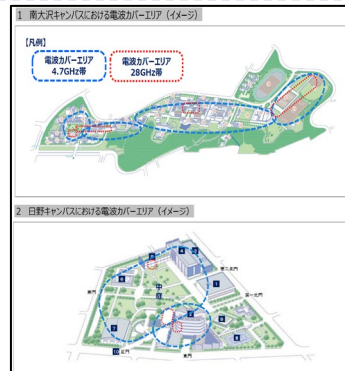 1 南大沢キャンパスにおける電波カバーエリア（イメージ）
【凡例】
電波カバーエリア
4.7GHz帯
電波カバーエリア
28GHz帯
2 日野キャンパスにおける電波カバーエリア（イメージ）